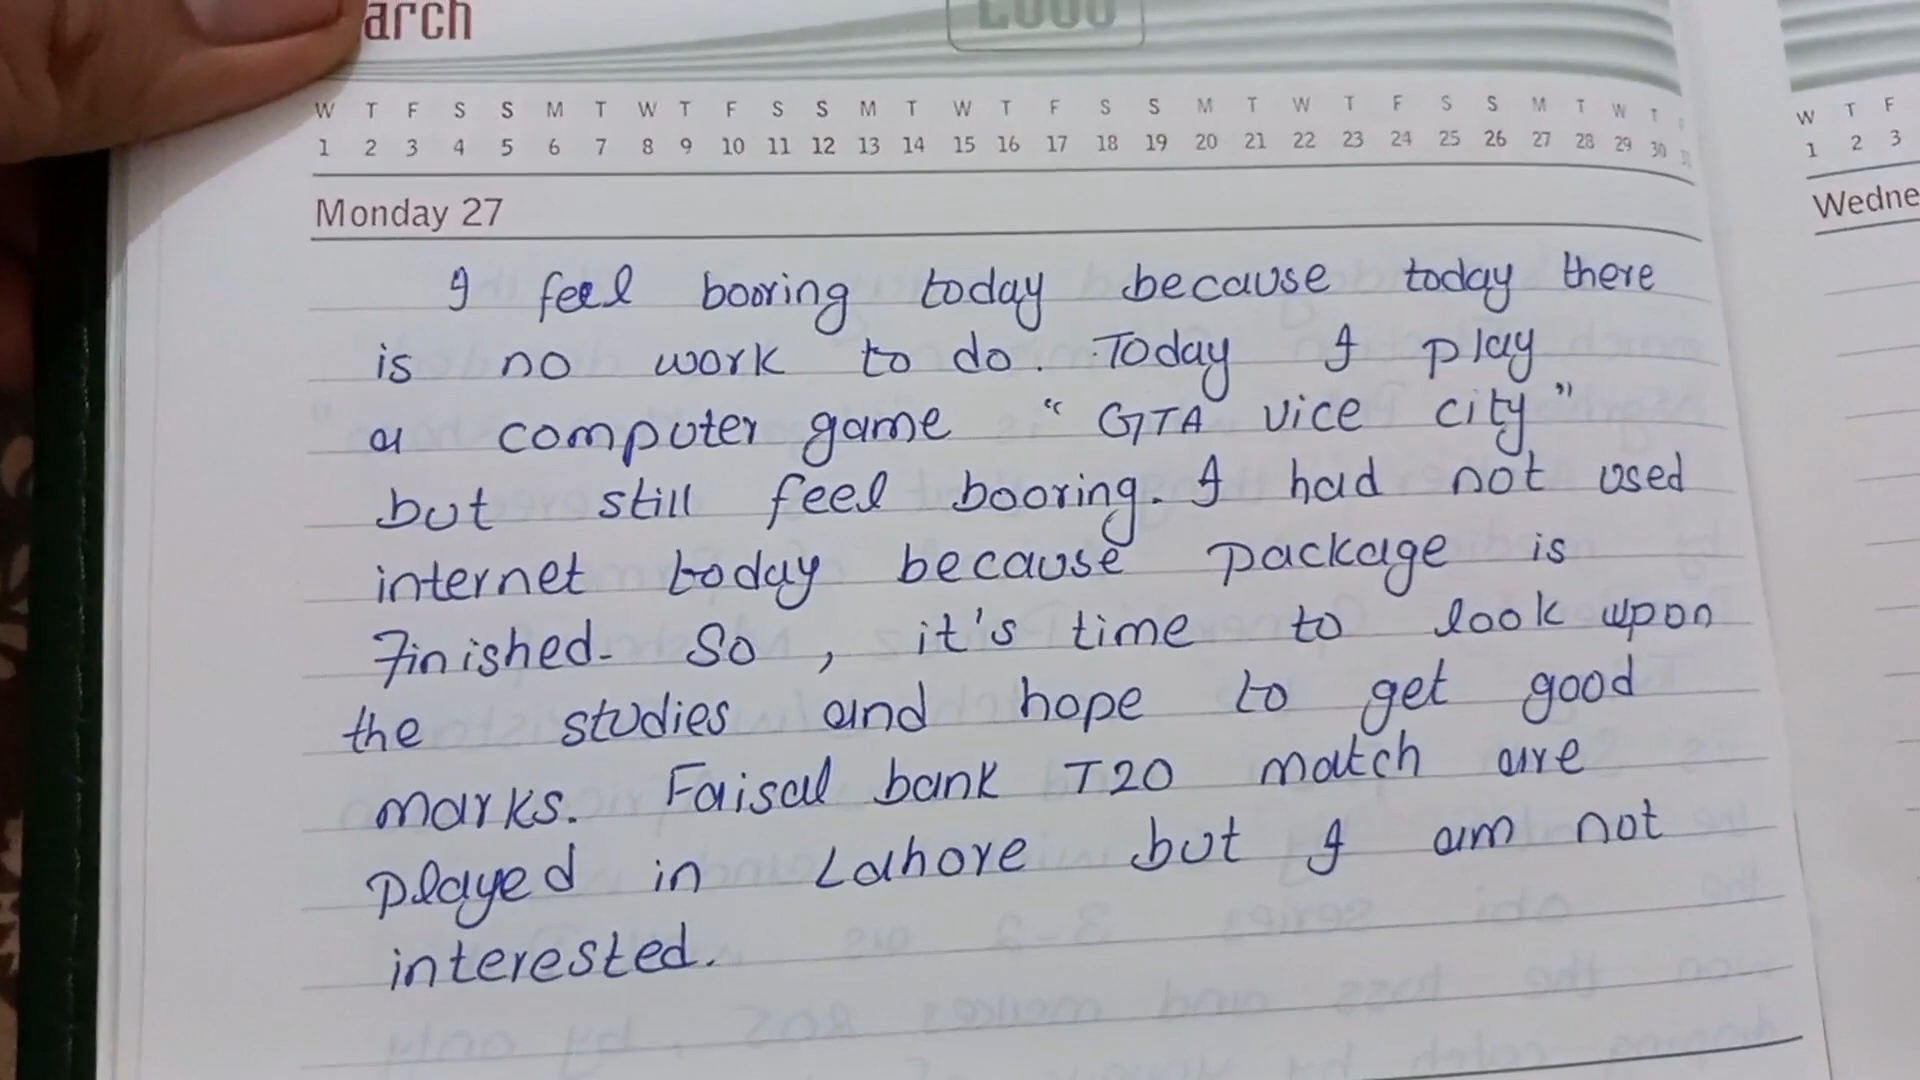 arch
W T F S S M T W T F S S M T W T F S S M T W T F S S M T W T
1 2 3 4 5 6 7 8 9 10 11 12 13 14 15 16 17 18 19 20 21 22 23 24 25 26 27 28 29 30
Monday 27
I feel booring today because today there
is no work to do. Today I play
a computer game "GTA vice city"
but still feel booring. I had not used
internet today because package is
Finished. So, it's time to look upon
the studies and hope to get good
marks. Faisal bank T20 match are
played in Lahore but I am not
interested.
W T F
1 2 3
Wedne